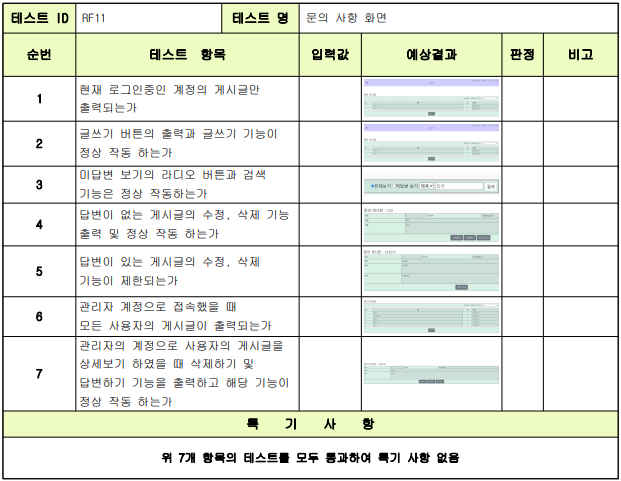 테스트 ID RF11 테스트 명 문의 사항 화면
순번 테스트 항목 입력값 예상결과 판정 비고
1 현재 로그인중인 계정의 게시글만
출력되는가
2 글쓰기 버튼의 출력과 글쓰기 기능이
정상 작동 하는가
3 미답변 보기의 라디오 버튼과 검색
기능은 정상 작동하는가
전체보기 미답변 보기 제목 검색
4 답변이 없는 게시글의 수정, 삭제 기능
출력 및 정상 작동 하는가
5 답변이 있는 게시글의 수정, 삭제
기능이 제한되는가
6 관리자 계정으로 접속했을 때
모든 사용자의 게시글이 출력되는가
7 관리자의 계정으로 사용자의 게시글을
상세보기 하였을 때 삭제하기 및
답변하기 기능을 출력하고 해당 기능이
정상 작동 하는가
특 기 사 항
위 7개 항목의 테스트를 모두 통과하여 특기 사항 없음